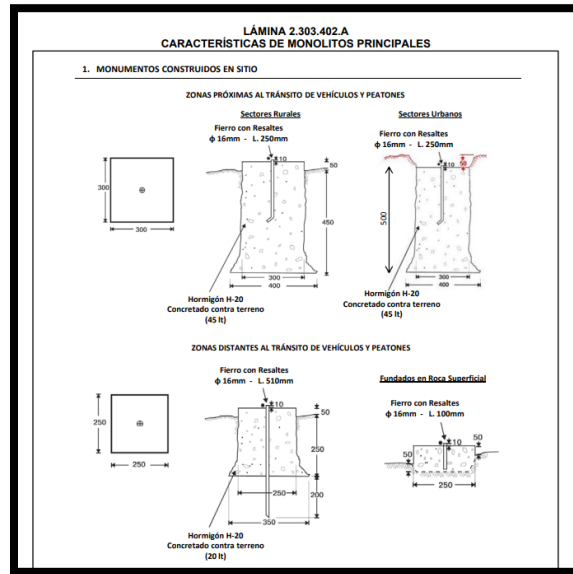 LÁMINA 2.303.402.A
CARACTERÍSTICAS DE MONOLITOS PRINCIPALES
1. MONUMENTOS CONSTRUIDOS EN SITIO
ZONAS PRÓXIMAS AL TRÁNSITO DE VEHÍCULOS Y PEATONES
Sectores Rurales
Fierro con Resaltes
ϕ 16mm - L. 250mm
10
50
300
300
450
300
400
Hormigón H-20
Concretado contra terreno
(45 lt)
Sectores Urbanos
Fierro con Resaltes
ϕ 16mm - L. 250mm
10
50
500
300
400
Hormigón H-20
Concretado contra terreno
(45 lt)
ZONAS DISTANTES AL TRÁNSITO DE VEHÍCULOS Y PEATONES
Fierro con Resaltes
ϕ 16mm - L. 510mm
10
50
250
250
250
200
250
350
Hormigón H-20
Concretado contra terreno
(20 lt)
Fundados en Roca Superficial
Fierro con Resaltes
ϕ 16mm - L. 100mm
10
50
50
250